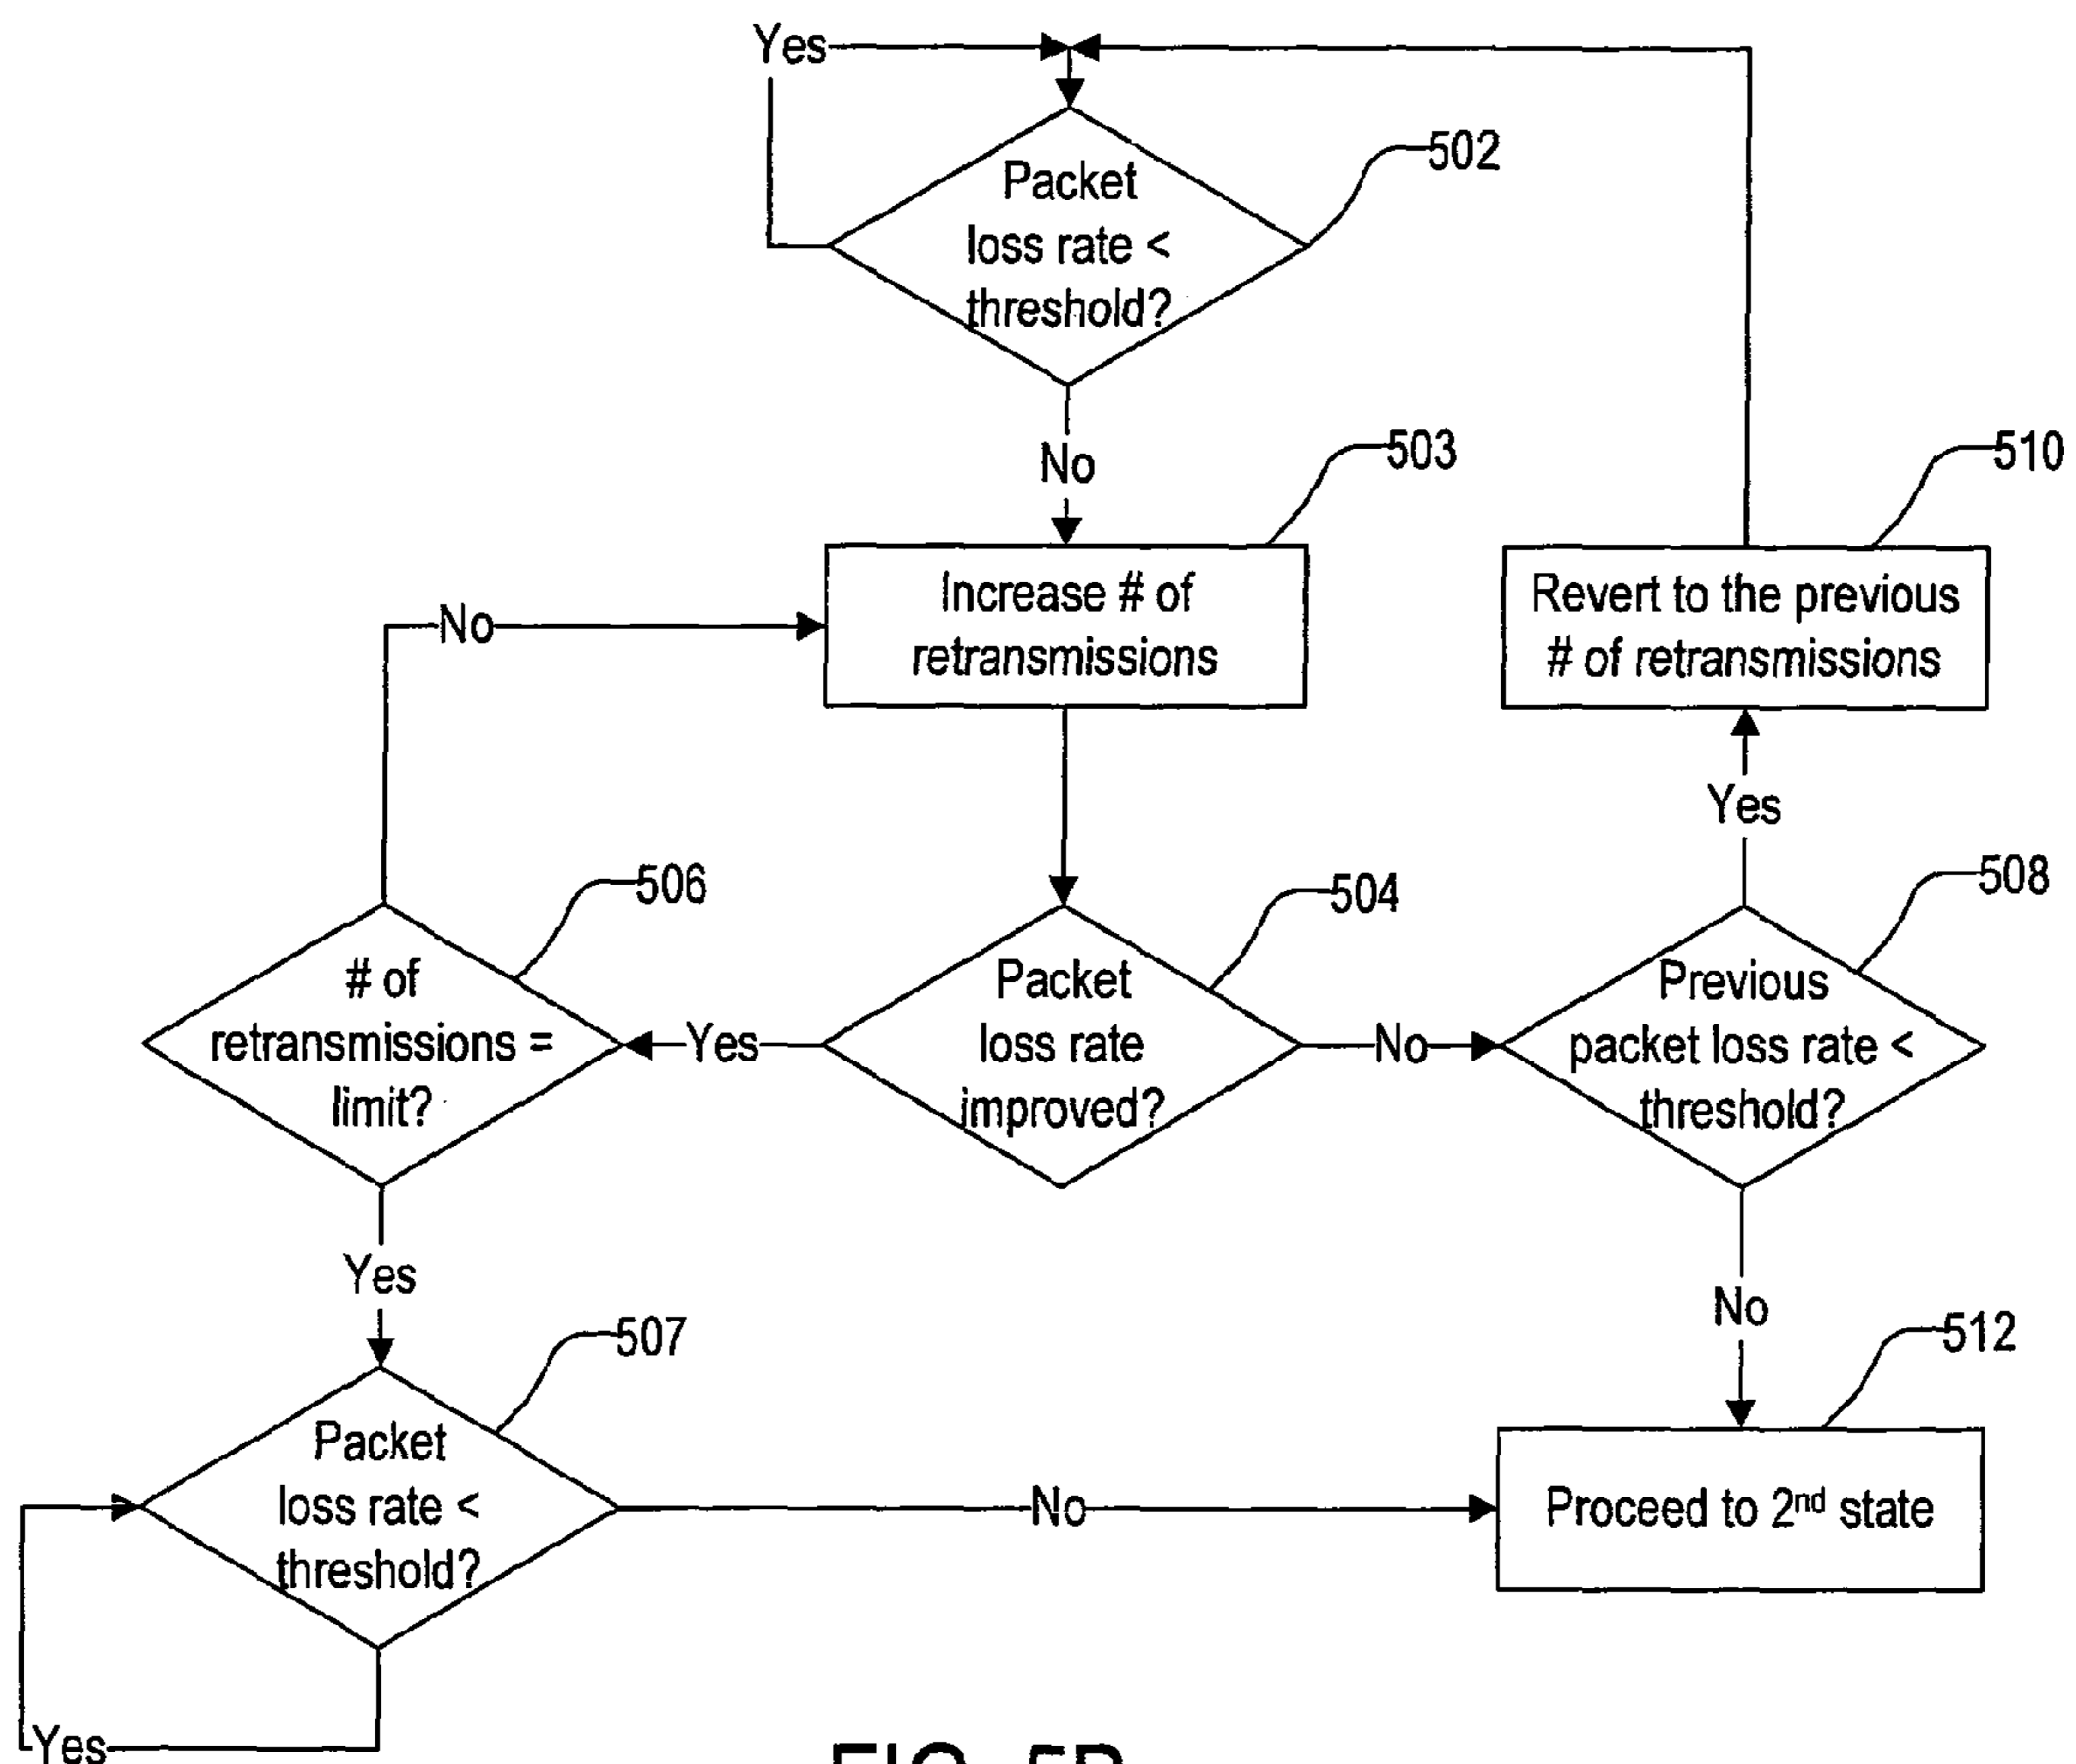 Yes
Packet
loss rate <
threshold?
502
No
503
Increase # of
retransmissions
510
Revert to the previous
# of retransmissions
No
Yes
506
# of
retransmissions =
limit?
Yes
504
Packet
loss rate
improved?
No
508
Previous
packet loss rate <
threshold?
Yes
No
507
Packet
loss rate <
threshold?
No
512
Proceed to 2nd state
Yes